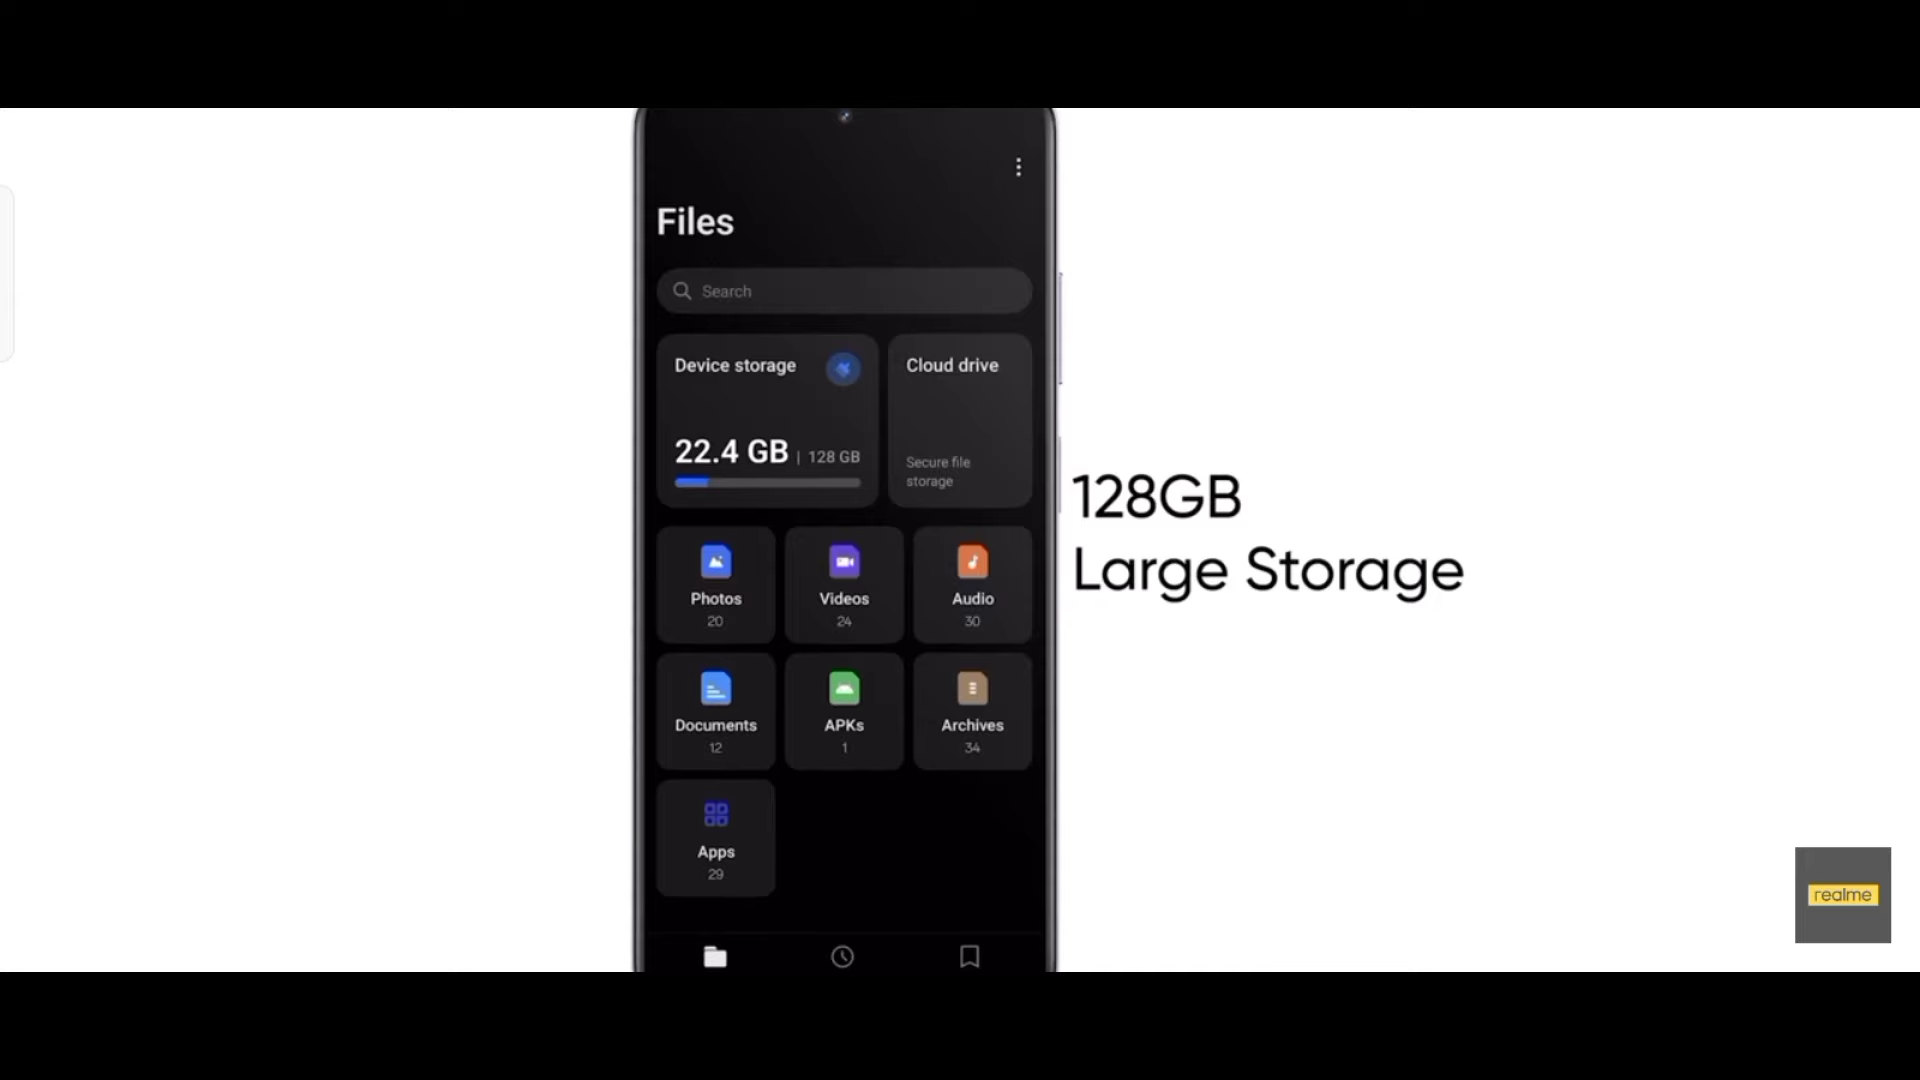 Files
Search
Device storage
22.4 GB | 128 GB
Cloud drive
Secure file
storage
Photos
20
Videos
24
Audio
30
Documents
12
APKs
1
Archives
34
Apps
29
128GB
Large Storage
realme